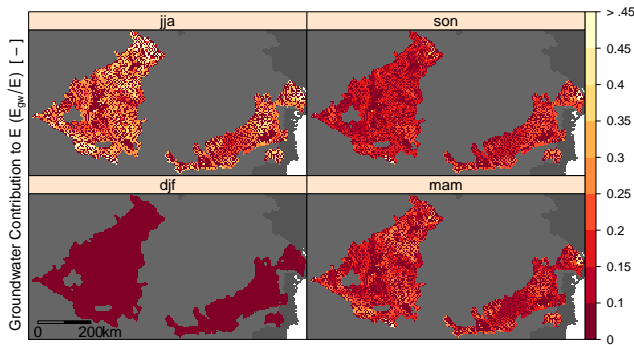 Groundwater Contribution to E (E_gw/E) [-]
jja
son
djf
mam
0 200km
> .45
0.45
0.4
0.35
0.3
0.25
0.2
0.15
0.1
0